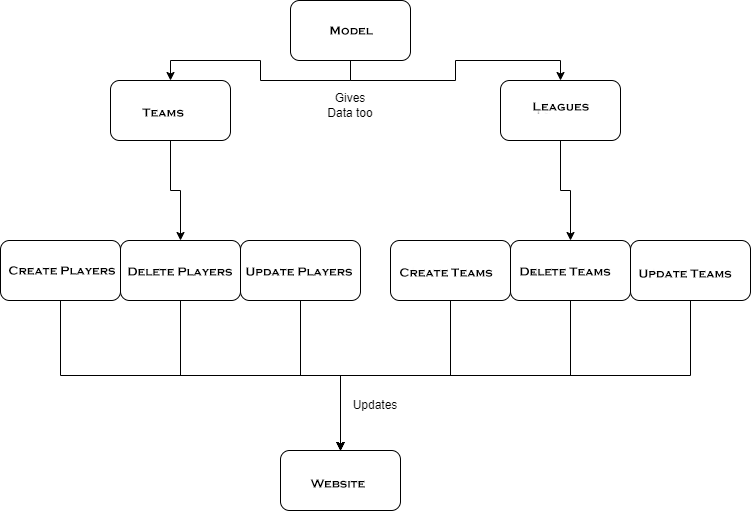 Model
Gives
Data too
Teams
Leagues
Create Players
Delete Players
Update Players
Create Teams
Delete Teams
Update Teams
Updates
Website